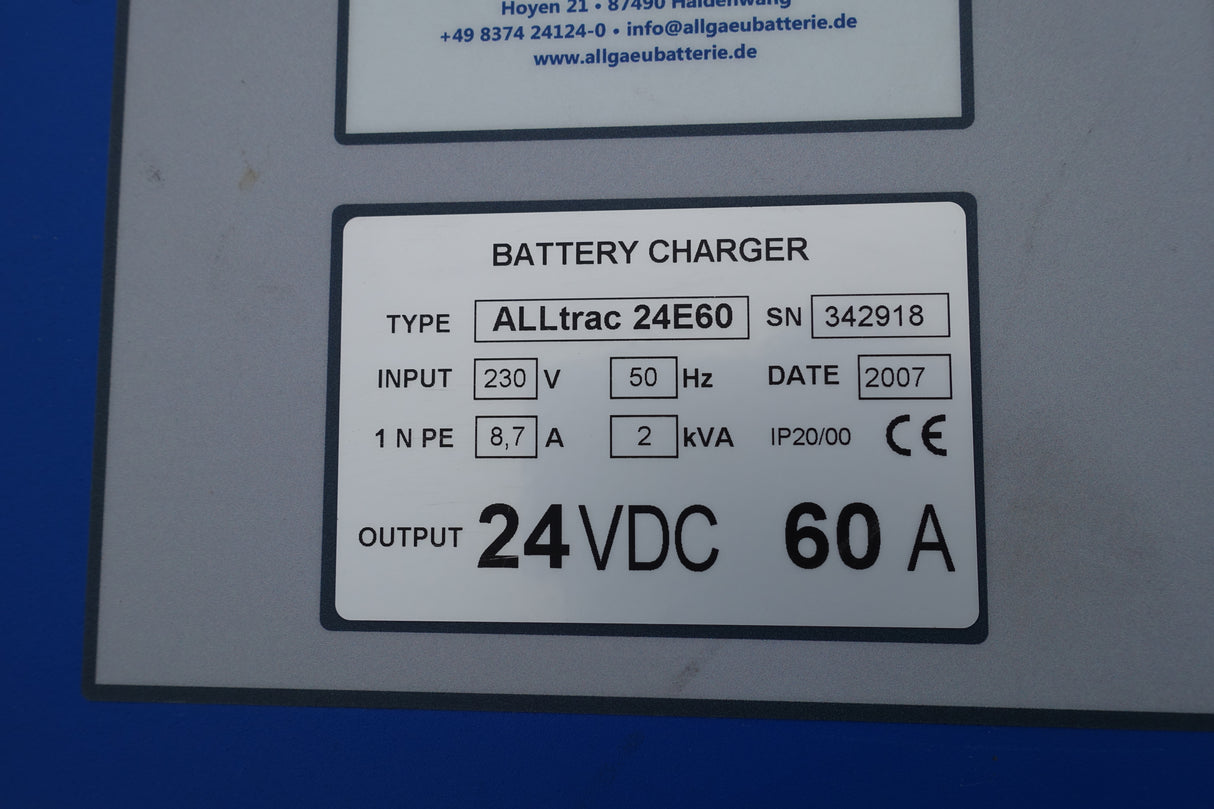 Hoyen 21 • 87490 Haldenwang
+49 8374 24124-0 • info@allgaeubatterie.de
www.allgaeubatterie.de
BATTERY CHARGER
TYPE ALLtrac 24E60 SN 342918
INPUT 230 V 50 Hz DATE 2007
1 N PE 8,7 A 2 kVA IP20/00 CE
OUTPUT 24 VDC 60 A